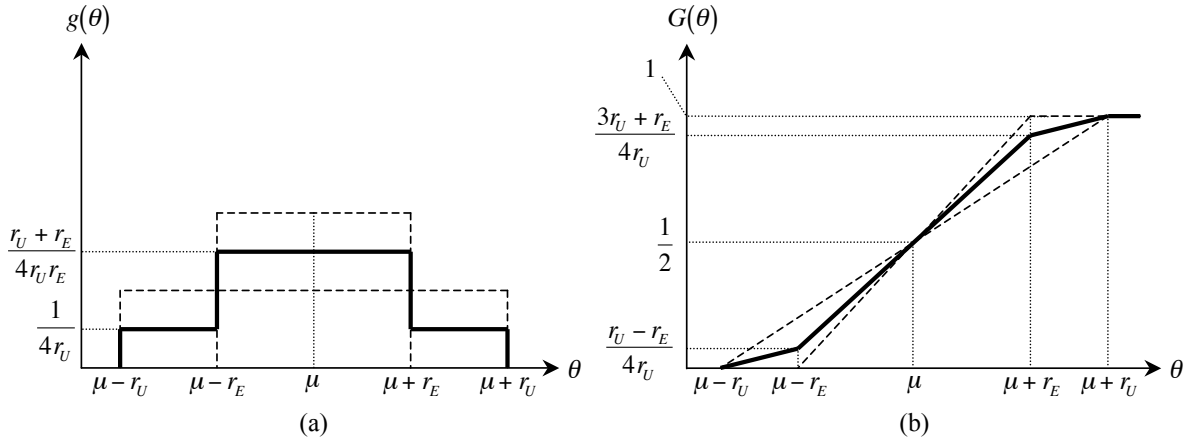 g(θ)
r_U + r_E
4r_U r_E
1
4r_U
μ − r_U μ − r_E μ μ + r_E μ + r_U θ
(a)
G(θ)
1
3r_U + r_E
4r_U
1
2
r_U − r_E
4r_U
μ − r_U μ − r_E μ μ + r_E μ + r_U θ
(b)